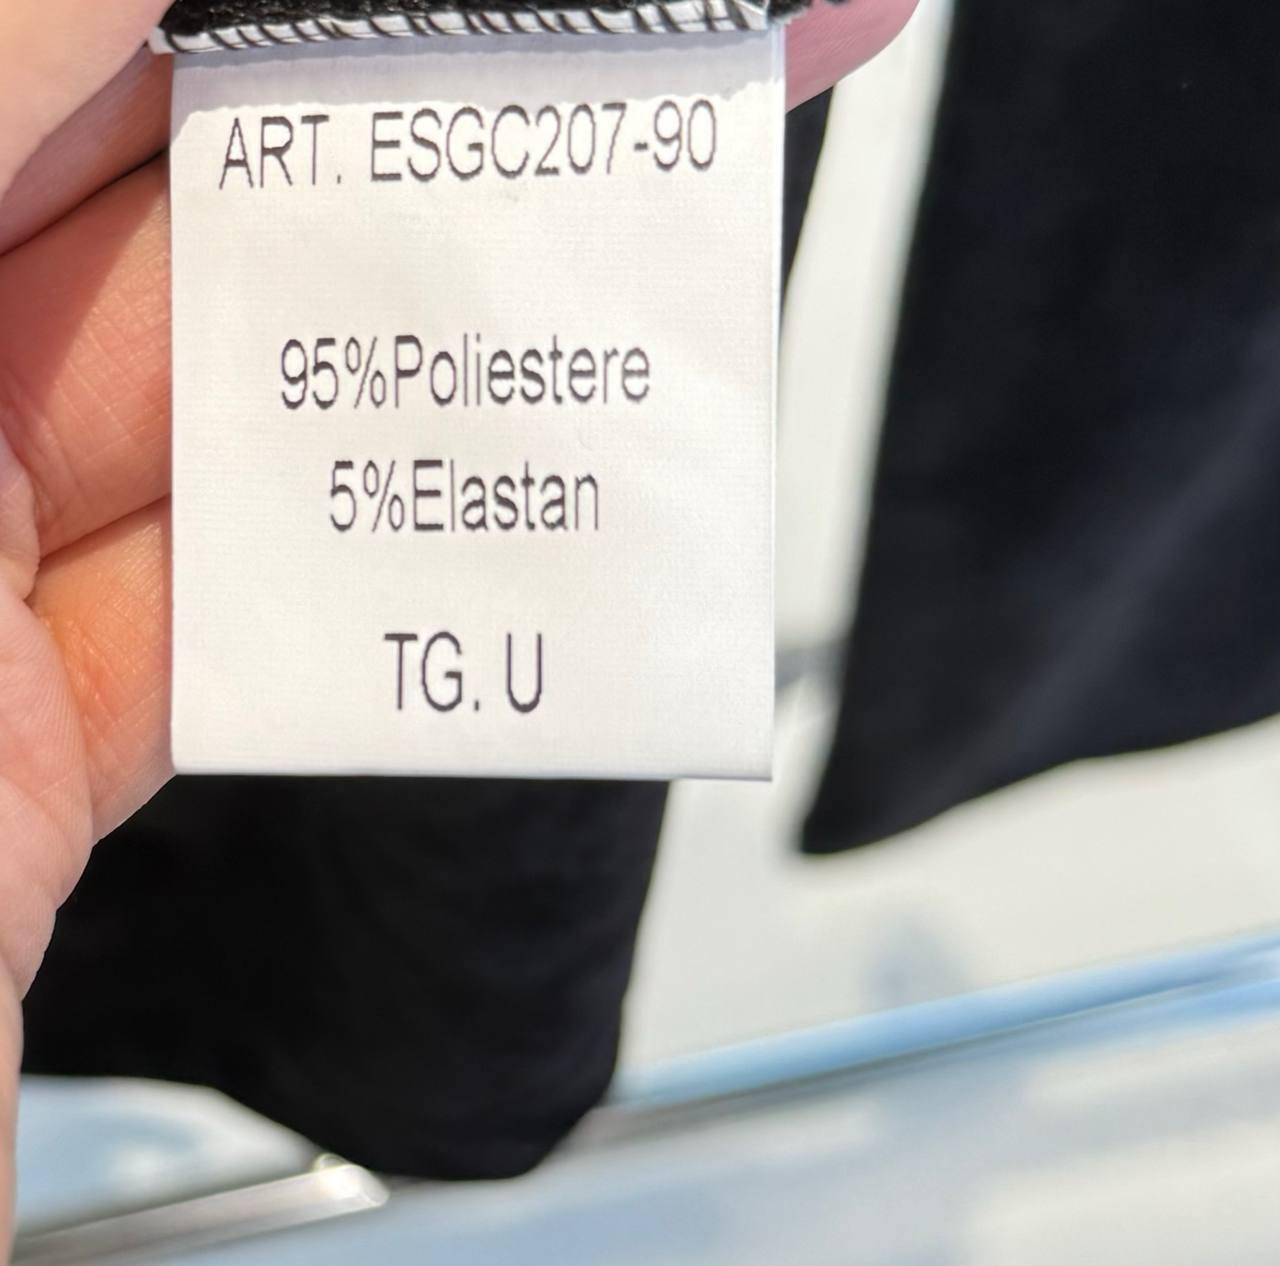 ART. ESGC207-90
95%Poliestere
5%Elastan
TG. U